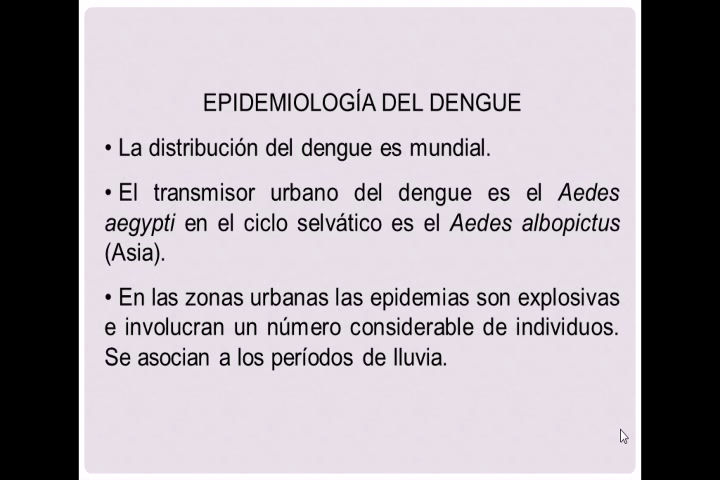 EPIDEMIOLOGÍA DEL DENGUE
• La distribución del dengue es mundial.
• El transmisor urbano del dengue es el Aedes
aegypti en el ciclo selvático es el Aedes albopictus
(Asia).
• En las zonas urbanas las epidemias son explosivas
e involucran un número considerable de individuos.
Se asocian a los períodos de lluvia.